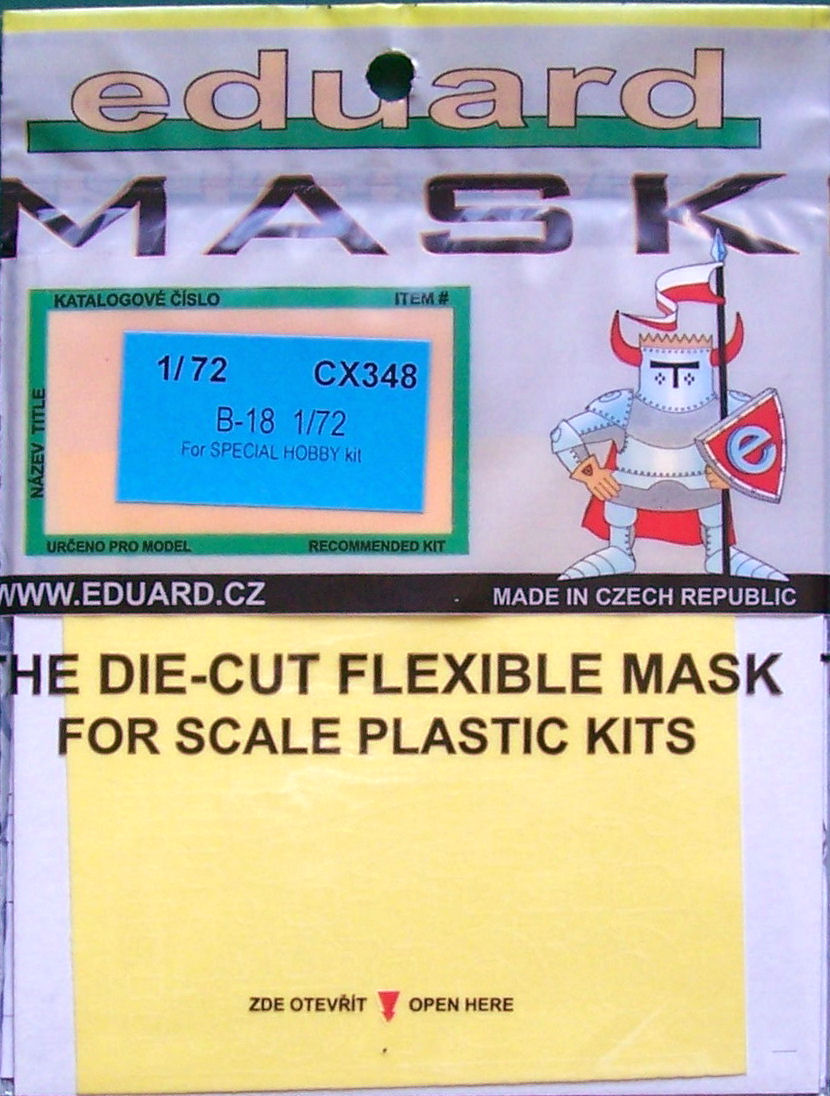 eduard
MASK
KATALOGOVÉ ČÍSLO ITEM #
NÁZEV TITLE
1/72 CX348
B-18 1/72
For SPECIAL HOBBY kit
e
URČENO PRO MODEL RECOMMENDED KIT
WWW.EDUARD.CZ MADE IN CZECH REPUBLIC
HE DIE-CUT FLEXIBLE MASK
FOR SCALE PLASTIC KITS
ZDE OTEVŘÍT OPEN HERE